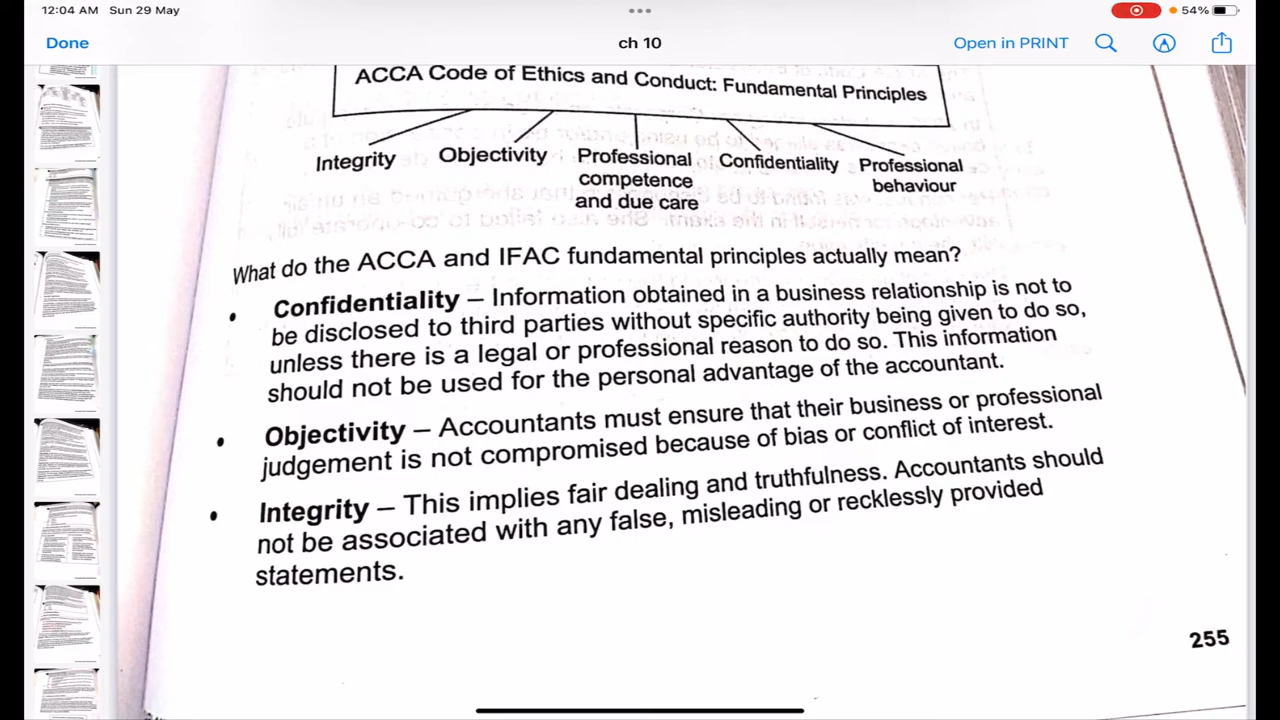 12:04 AM Sun 29 May
54%
Done
ch 10
Open in PRINT
ACCA Code of Ethics and Conduct: Fundamental Principles
Integrity
Objectivity
Professional
competence
and due care
Confidentiality
Professional
behaviour
What do the ACCA and IFAC fundamental principles actually mean?
• Confidentiality – Information obtained in a business relationship is not to
be disclosed to third parties without specific authority being given to do so,
unless there is a legal or professional reason to do so. This information
should not be used for the personal advantage of the accountant.
• Objectivity – Accountants must ensure that their business or professional
judgement is not compromised because of bias or conflict of interest.
• Integrity – This implies fair dealing and truthfulness. Accountants should
not be associated with any false, misleading or recklessly provided
statements.
255